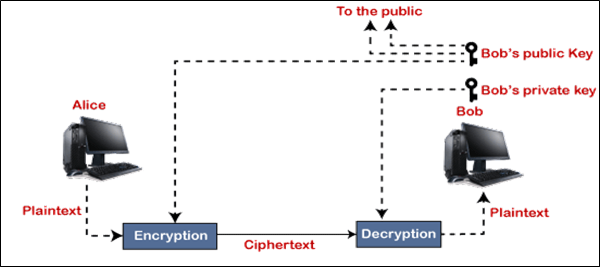 To the public
Bob's public Key
Bob's private key
Alice
Bob
Plaintext
Encryption
Ciphertext
Decryption
Plaintext